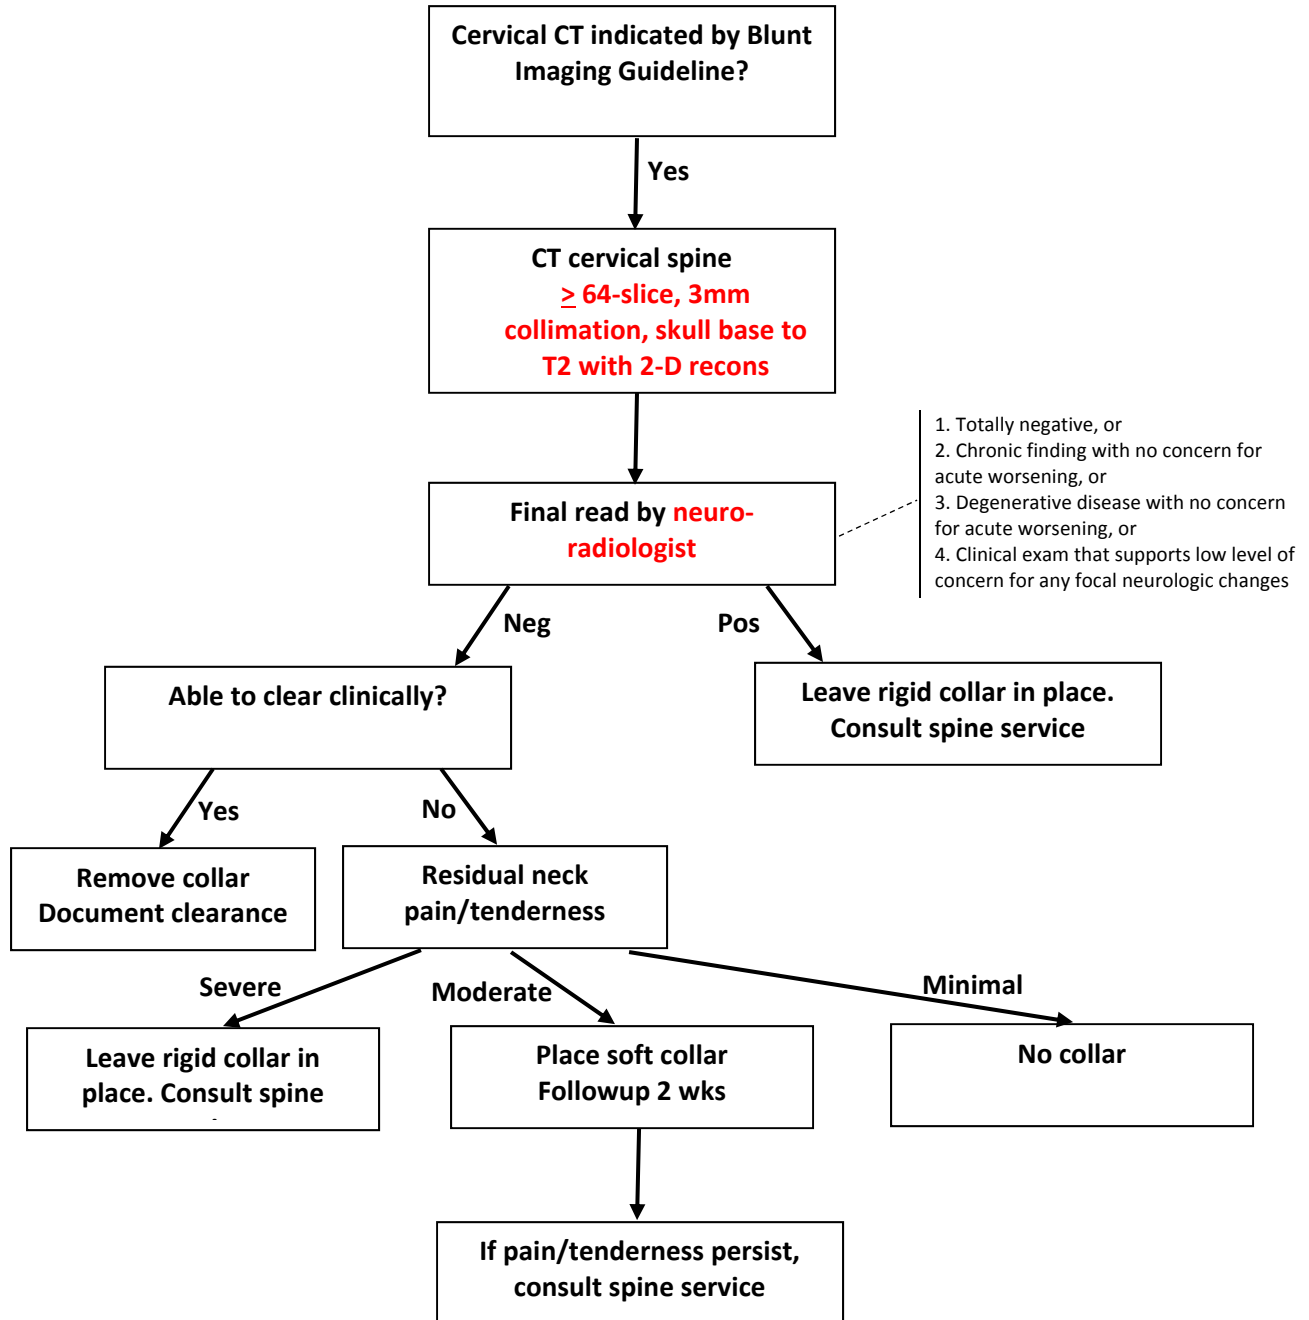 Cervical CT indicated by Blunt
Imaging Guideline?
Yes
CT cervical spine
≥ 64-slice, 3mm
collimation, skull base to
T2 with 2-D recons
1. Totally negative, or
2. Chronic finding with no concern for
acute worsening, or
3. Degenerative disease with no concern
for acute worsening, or
4. Clinical exam that supports low level of
concern for any focal neurologic changes
Final read by neuro-
radiologist
Neg
Pos
Able to clear clinically?
Leave rigid collar in place.
Consult spine service
Yes
No
Remove collar
Document clearance
Residual neck
pain/tenderness
Severe
Moderate
Minimal
Leave rigid collar in
place. Consult spine
Place soft collar
Followup 2 wks
No collar
If pain/tenderness persist,
consult spine service